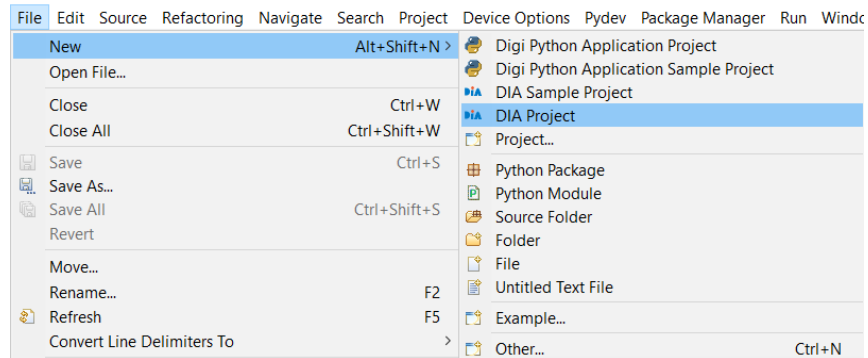 File Edit Source Refactoring Navigate Search Project Device Options Pydev Package Manager Run
New Alt+Shift+N >
Open File...
Close Ctrl+W
Close All Ctrl+Shift+W
Save Ctrl+S
Save As...
Save All Ctrl+Shift+S
Revert
Move...
Rename... F2
Refresh F5
Convert Line Delimiters To >
Digi Python Application Project
Digi Python Application Sample Project
DiA DIA Sample Project
DiA DIA Project
Project...
Python Package
P Python Module
Source Folder
Folder
File
Untitled Text File
Example...
Other... Ctrl+N